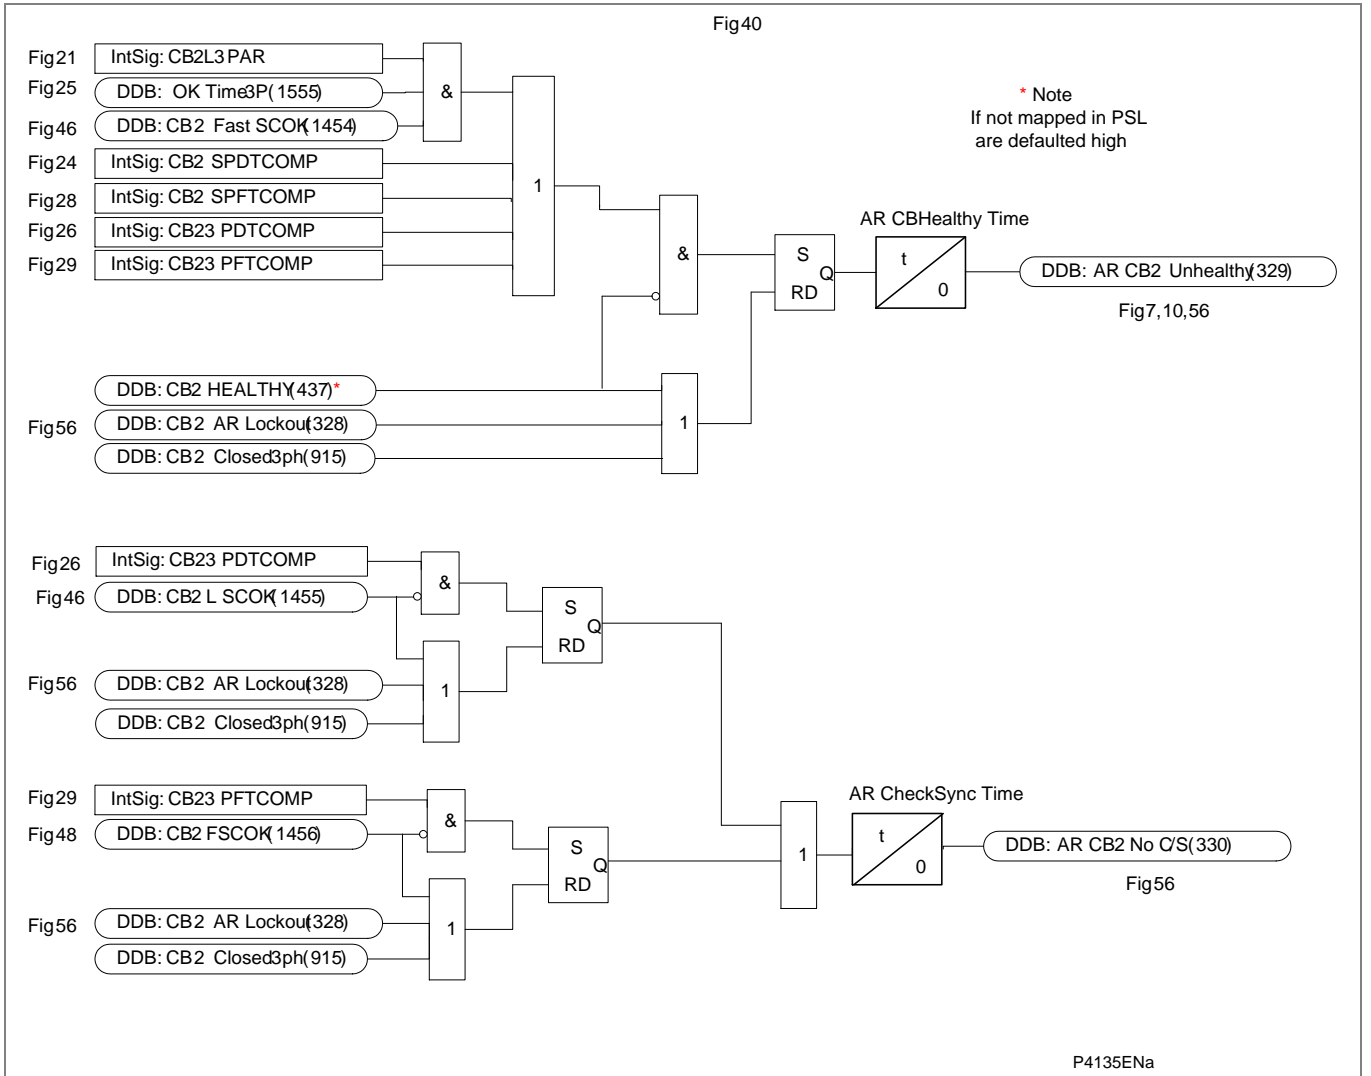 Fig40
Fig21 IntSig: CB2L3PAR
Fig25 DDB: OK Time3P(1555)
Fig46 DDB: CB2 Fast SCOK(1454)
&
Fig24 IntSig: CB2 SPDTCOMP
Fig28 IntSig: CB2 SPFTCOMP
Fig26 IntSig: CB23 PDTCOMP
Fig29 IntSig: CB23 PFTCOMP
1
* Note
If not mapped in PSL
are defaulted high
&
S
Q
RD
AR CBHealthy Time
t
0
DDB: AR CB2 Unhealthy(329)
Fig7,10,56
DDB: CB2 HEALTHY(437)*
Fig56 DDB: CB2 AR Lockout(328)
DDB: CB2 Closed3ph(915)
1
Fig26 IntSig: CB23 PDTCOMP
Fig46 DDB: CB2 L SCOK(1455)
&
S
Q
RD
Fig56 DDB: CB2 AR Lockout(328)
DDB: CB2 Closed3ph(915)
1
Fig29 IntSig: CB23 PFTCOMP
Fig48 DDB: CB2 FSCOK(1456)
&
S
Q
RD
Fig56 DDB: CB2 AR Lockout(328)
DDB: CB2 Closed3ph(915)
1
1
AR CheckSync Time
t
0
DDB: AR CB2 No C/S(330)
Fig56
P4135ENa